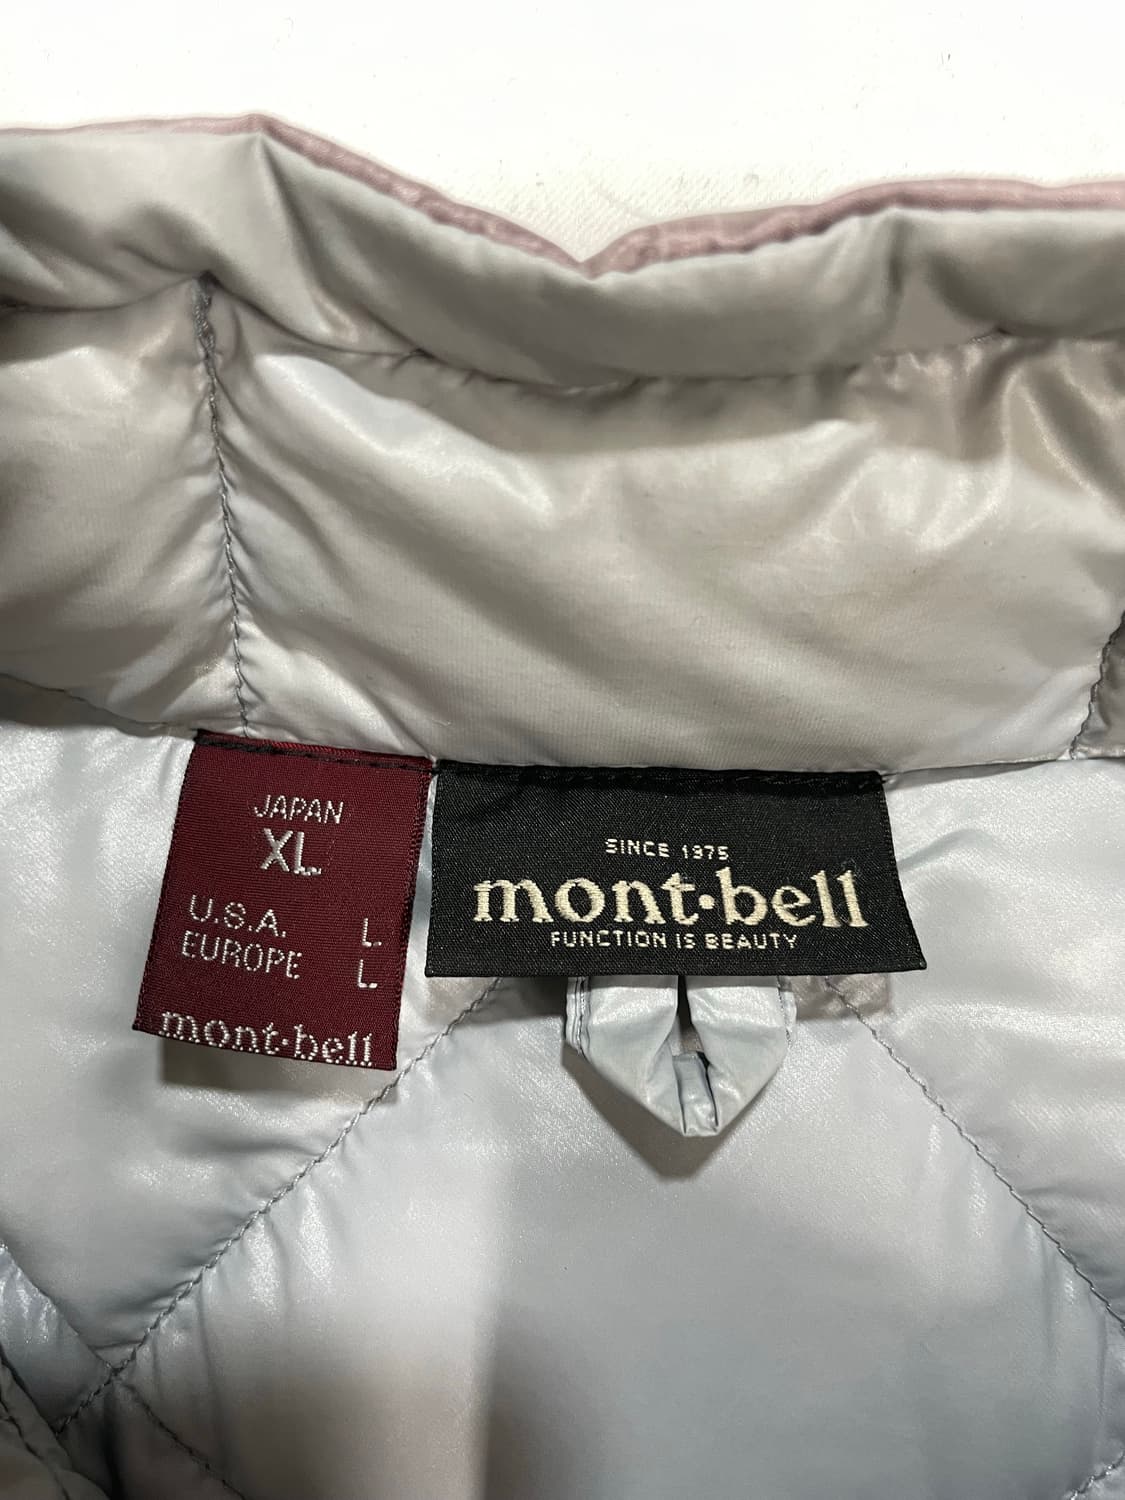 JAPAN
XL
U.S.A. L
EUROPE L
mont·bell
SINCE 1975
mont·bell
FUNCTION IS BEAUTY